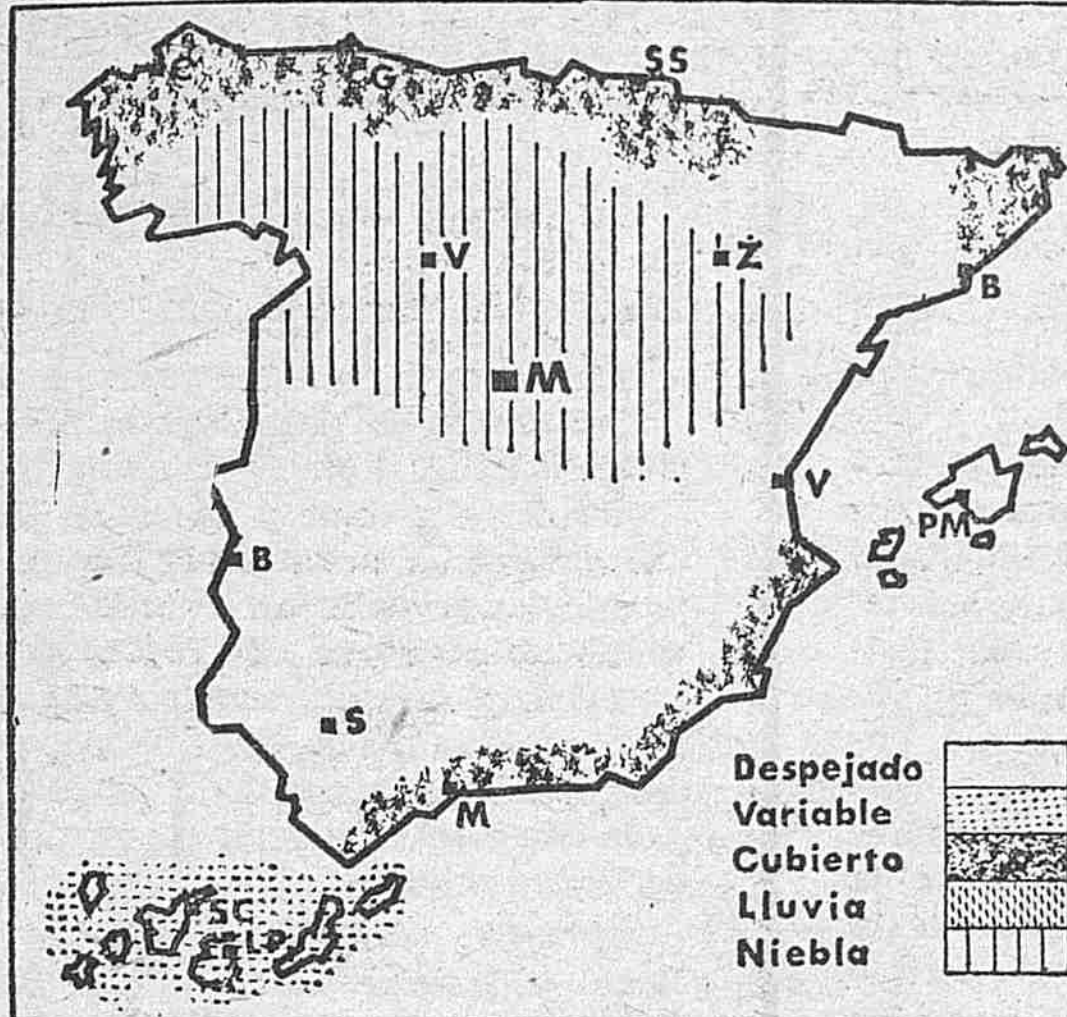 SS
C
G
V
Z
B
M
V
PM
B
S
M
SC
LP
Despejado
Variable
Cubierto
Lluvia
Niebla